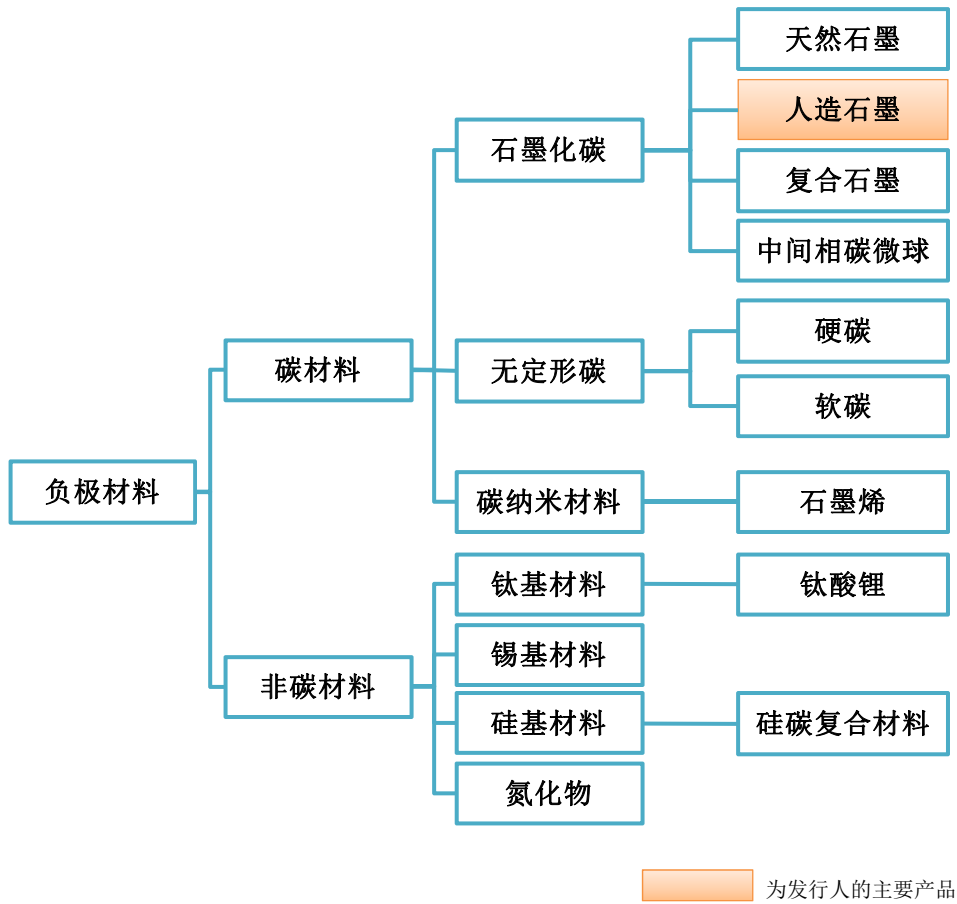 天然石墨
人造石墨
石墨化碳
复合石墨
中间相碳微球
硬碳
碳材料
无定形碳
软碳
负极材料
碳纳米材料
石墨烯
钛基材料
钛酸锂
锡基材料
非碳材料
硅基材料
硅碳复合材料
氮化物
为发行人的主要产品